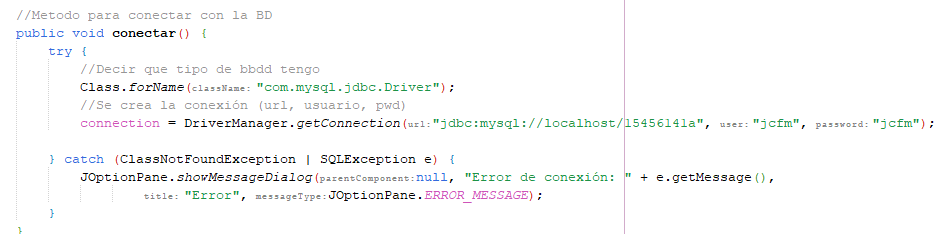 //Metodo para conectar con la BD
public void conectar() {
try {
//Decir que tipo de bbdd tengo
Class.forName(className: "com.mysql.jdbc.Driver");
//Se crea la conexión (url, usuario, pwd)
connection = DriverManager.getConnection(url:"jdbc:mysql://localhost/15456141a", user: "jcfm", password: "jcfm");
} catch (ClassNotFoundException | SQLException e) {
JOptionPane.showMessageDialog(parentComponent:null, "Error de conexión: " + e.getMessage(),
title: "Error", messageType:JOptionPane.ERROR_MESSAGE);
}
}